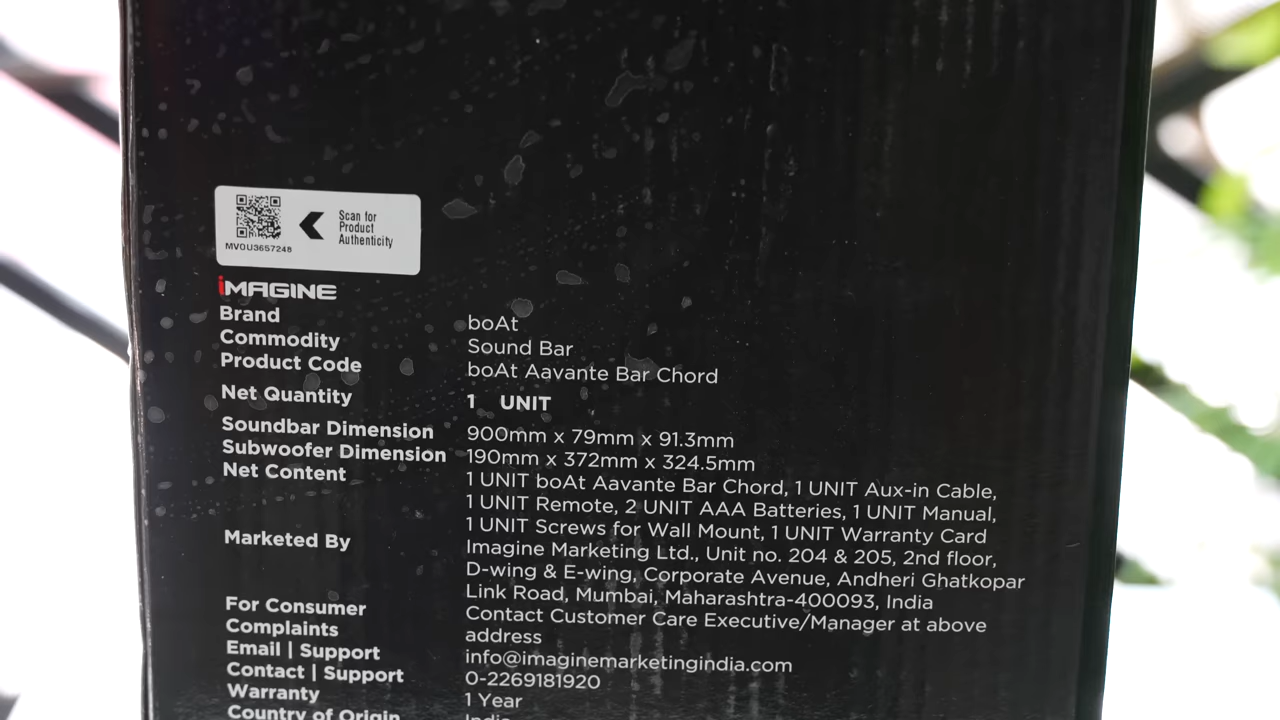 Scan for
Product
Authenticity
MVOU3657248
iMAGINE
Brand boAt
Commodity Sound Bar
Product Code boAt Aavante Bar Chord
Net Quantity 1 UNIT
Soundbar Dimension 900mm x 79mm x 91.3mm
Subwoofer Dimension 190mm x 372mm x 324.5mm
Net Content 1 UNIT boAt Aavante Bar Chord, 1 UNIT Aux-in Cable,
1 UNIT Remote, 2 UNIT AAA Batteries, 1 UNIT Manual,
1 UNIT Screws for Wall Mount, 1 UNIT Warranty Card
Marketed By Imagine Marketing Ltd., Unit no. 204 & 205, 2nd floor,
D-wing & E-wing, Corporate Avenue, Andheri Ghatkopar
Link Road, Mumbai, Maharashtra-400093, India
For Consumer Contact Customer Care Executive/Manager at above
Complaints address
Email | Support info@imaginemarketingindia.com
Contact | Support 0-2269181920
Warranty 1 Year
Country of Origin India